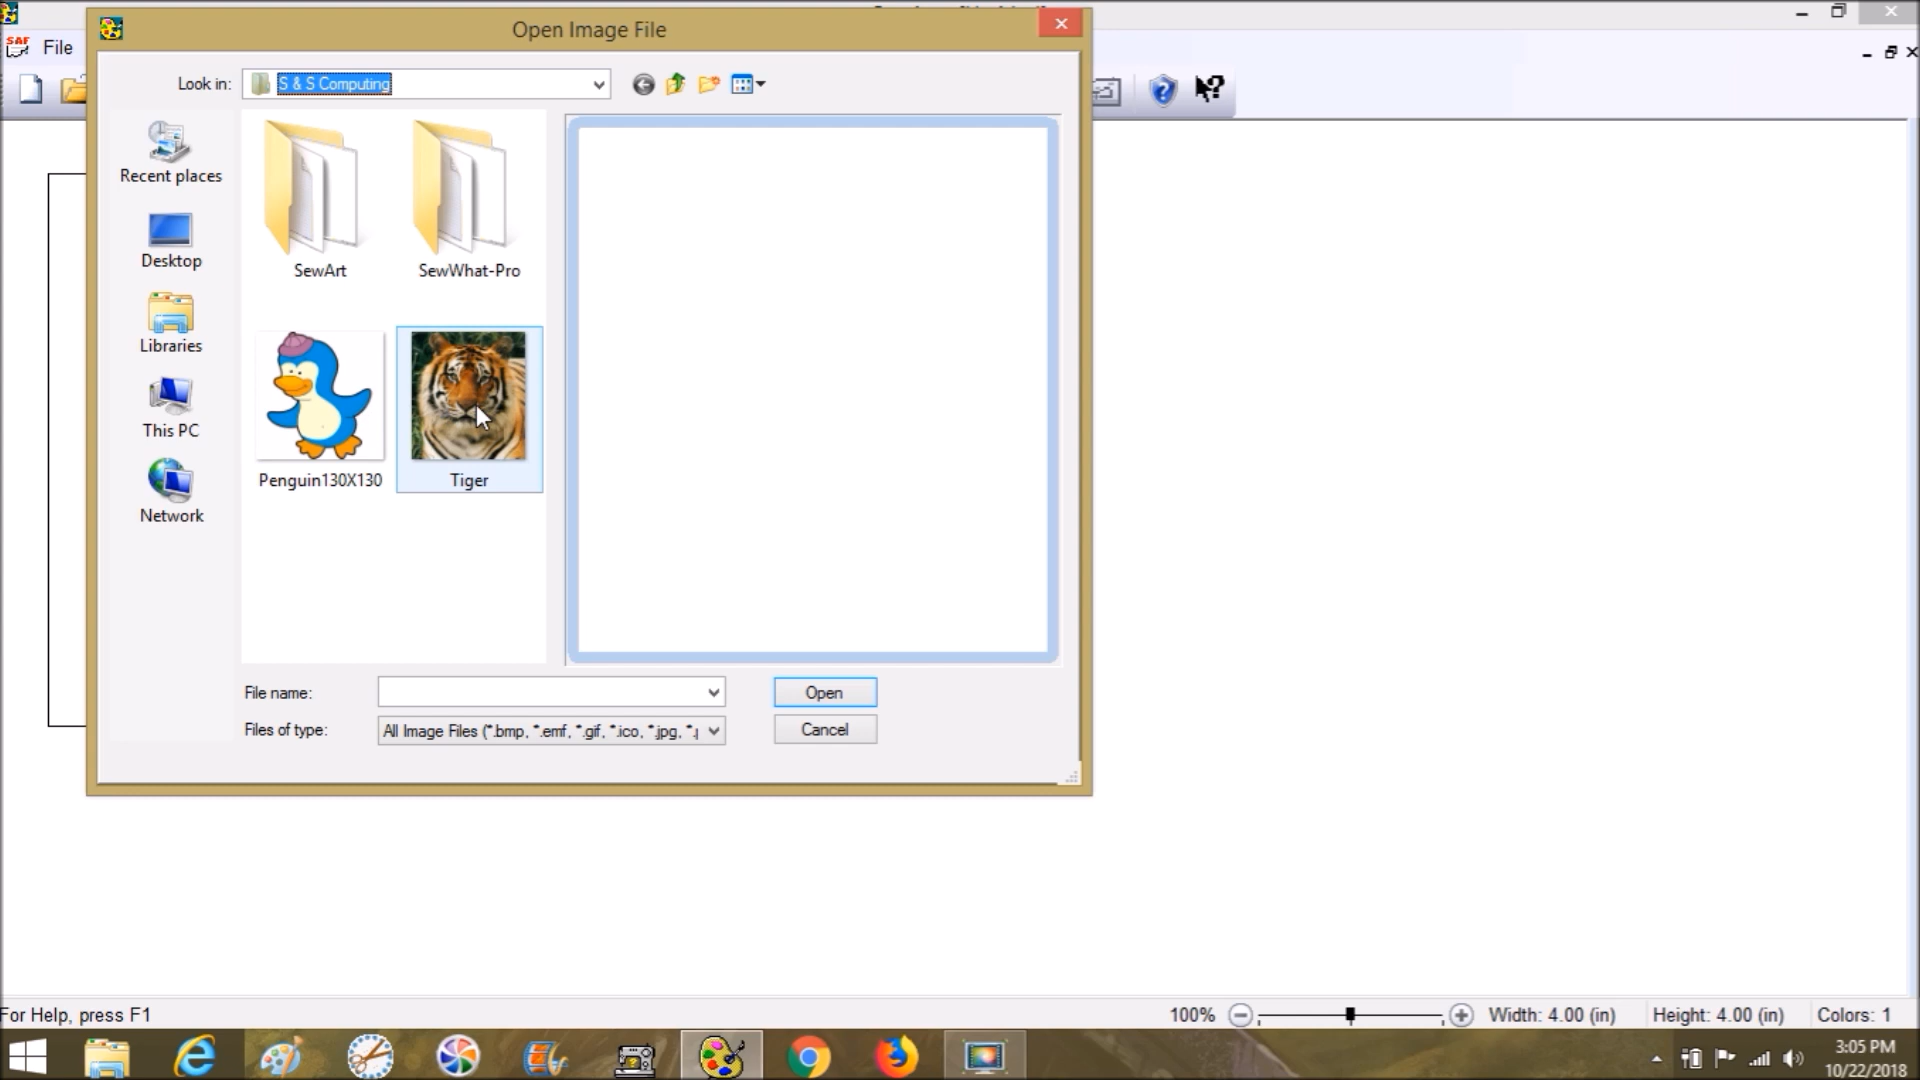 Open Image File
SAF
File
Look in:
S & S Computing
Recent places
Desktop
Libraries
This PC
Network
SewArt
SewWhat-Pro
Penguin130X130
Tiger
File name:
Open
Files of type:
All Image Files (*.bmp, *.emf, *.gif, *.ico, *.jpg, *.
Cancel
For Help, press F1
100%
Width: 4.00 (in)
Height: 4.00 (in)
Colors: 1
3:05 PM
10/22/2018